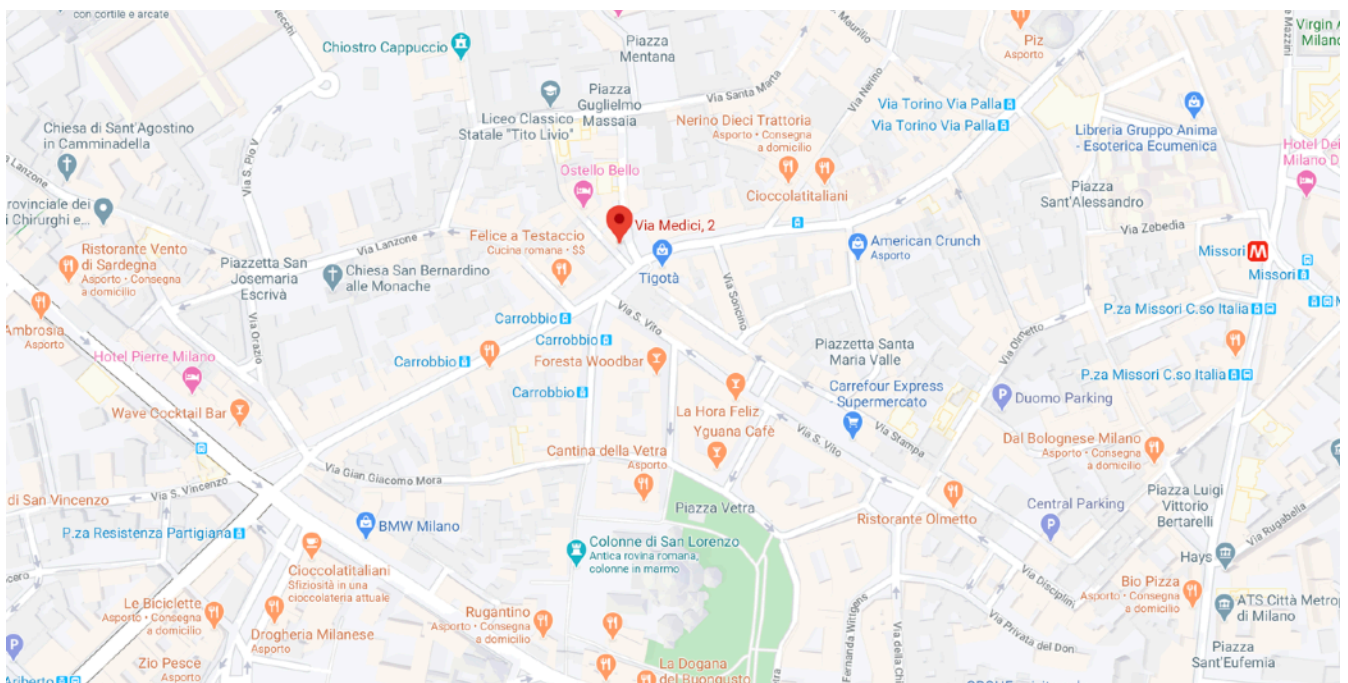 con cortile e arcate
Chiostro Cappuccio
Piazza
Mentana
Piz
Asporto
Virgin
Milano
Via Santa Marta
Via Nerino
Piazza
Guglielmo
Massaia
Liceo Classico
Statale "Tito Livio"
Nerino Dieci Trattoria
Asporto • Consegna
a domicilio
Via Torino Via Palla
Via Torino Via Palla
Libreria Gruppo Anima
- Esoterica Ecumenica
Chiesa di Sant'Agostino
in Camminadella
Via S. Pio V
Ostello Bello
Cioccolatitaliani
Piazza
Sant'Alessandro
Via Zebedia
Via Medici, 2
Via Lanzone
Felice a Testaccio
Cucina romana • $$
Tigotà
American Crunch
Asporto
Missori
Missori
Ristorante Vento
di Sardegna
Asporto • Consegna
a domicilio
Piazzetta San
Josemaria
Escrivà
Chiesa San Bernardino
alle Monache
Via Soncino
P.za Missori C.so Italia
Ambrosia
Asporto
Via Orazio
Carrobbio
Via S. Vito
Carrobbio
Carrobbio
Carrobbio
Foresta Woodbar
Piazzetta Santa
Maria Valle
Via Olmetto
P.za Missori C.so Italia
Hotel Pierre Milano
Carrefour Express
- Supermercato
Duomo Parking
Wave Cocktail Bar
La Hora Feliz
Yguana Cafè
Via S. Vito
Via Stampa
Dal Bolognese Milano
Asporto • Consegna
a domicilio
Cantina della Vetra
Asporto
Via Gian Giacomo Mora
Via S. Vincenzo
di San Vincenzo
Piazza Vetra
Ristorante Olmetto
Central Parking
Piazza Luigi
Vittorio
Bertarelli
Via Rugabella
P.za Resistenza Partigiana
BMW Milano
Colonne di San Lorenzo
Antica rovina romana,
colonne in marmo
Hays
Cioccolatitaliani
Sfiziosità in una
cioccolateria attuale
Via Disciplini
Bio Pizza
Asporto • Consegna
a domicilio
ATS Città Metrop
di Milano
Le Biciclette
Asporto • Consegna
a domicilio
Drogheria Milanese
Asporto
Rugantino
Asporto • Consegna
a domicilio
Via Privata del Don
Piazza
Sant'Eufemia
Zio Pesce
Asporto
La Dogana
del Buongusto